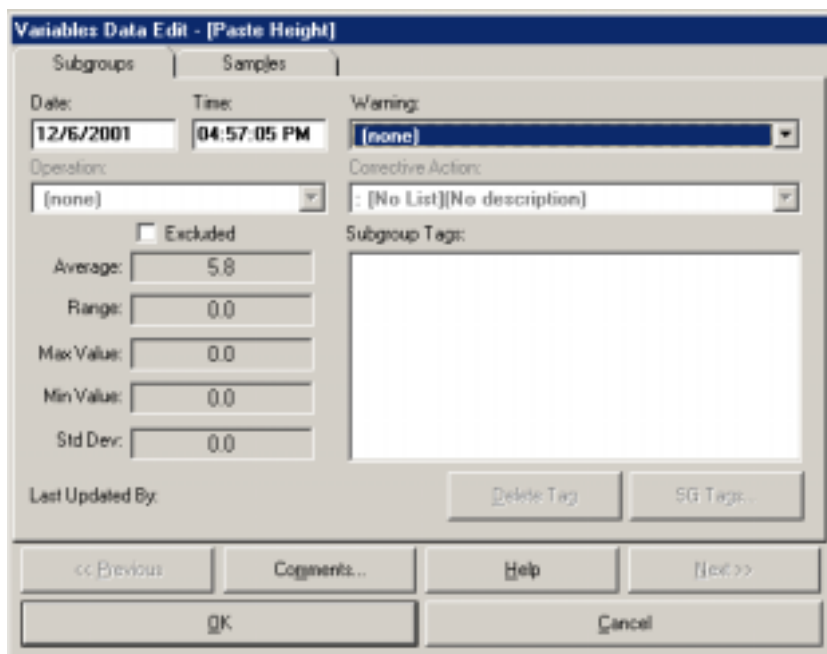 Variables Data Edit - [Paste Height]
Subgroups Samples
Date: Time: Warning:
12/6/2001 04:57:05 PM (none)
Operation: Corrective Action:
(none) : [No List][No description]
Excluded Subgroup Tags:
Average: 5.8
Range: 0.0
Max Value: 0.0
Min Value: 0.0
Std Dev: 0.0
Last Updated By: Delete Tag SG Tags...
<< Previous Comments... Help Next >>
OK Cancel